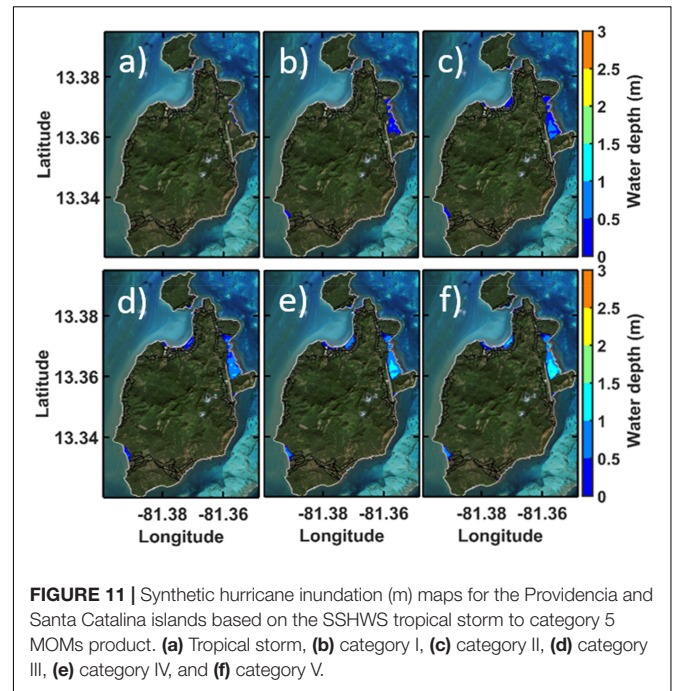 a)
b)
c)
3
2.5
2
1.5
1
0.5
0
Water depth (m)
13.38
13.36
13.34
Latitude
d)
e)
f)
3
2.5
2
1.5
1
0.5
0
Water depth (m)
13.38
13.36
13.34
Latitude
-81.38 -81.36
-81.38 -81.36
-81.38 -81.36
Longitude
Longitude
Longitude
FIGURE 11 | Synthetic hurricane inundation (m) maps for the Providencia and
Santa Catalina islands based on the SSHWS tropical storm to category 5
MOMs product. (a) Tropical storm, (b) category I, (c) category II, (d) category
III, (e) category IV, and (f) category V.